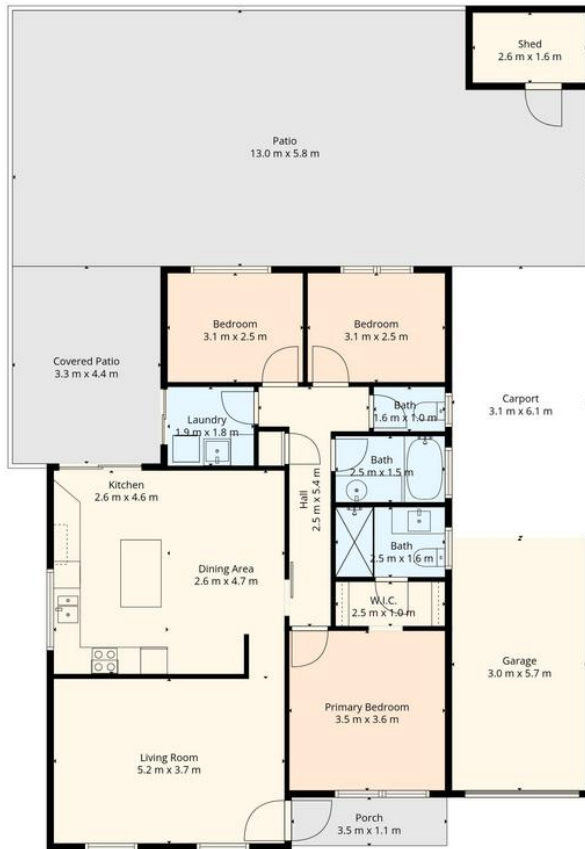 Shed
2.6 m x 1.6 m
Patio
13.0 m x 5.8 m
Bedroom
3.1 m x 2.5 m
Bedroom
3.1 m x 2.5 m
Covered Patio
3.3 m x 4.4 m
Laundry
1.9 m x 1.8 m
Bath
1.6 m x 1.0 m
Carport
3.1 m x 6.1 m
Bath
2.5 m x 1.5 m
Hall
2.5 m x 5.4 m
Kitchen
2.6 m x 4.6 m
Bath
2.5 m x 1.6 m
Dining Area
2.6 m x 4.7 m
W.I.C.
2.5 m x 1.0 m
Garage
3.0 m x 5.7 m
Primary Bedroom
3.5 m x 3.6 m
Living Room
5.2 m x 3.7 m
Porch
3.5 m x 1.1 m